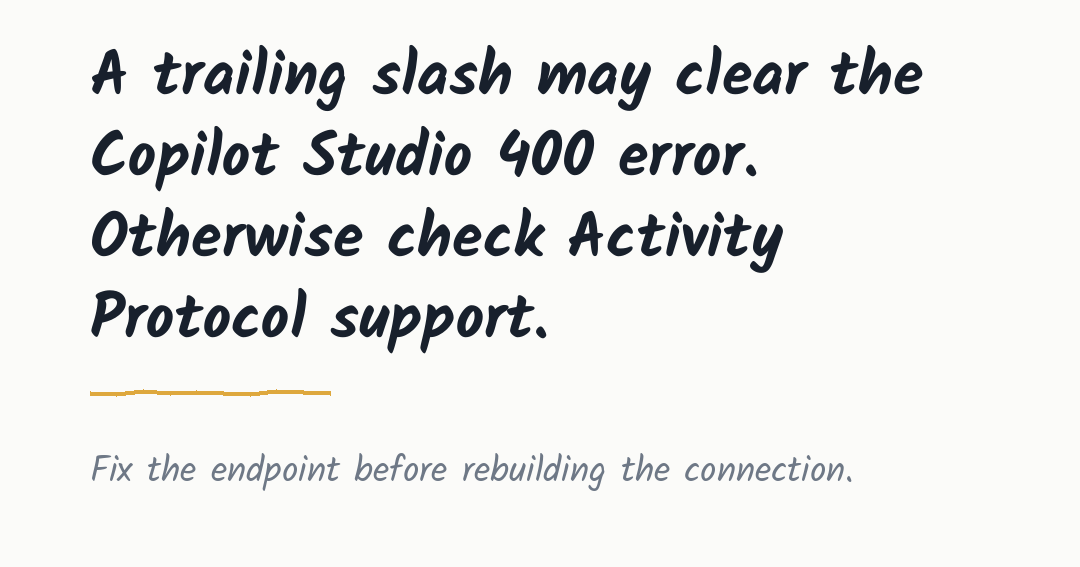 A trailing slash may clear the
Copilot Studio 400 error.
Otherwise check Activity
Protocol support.
Fix the endpoint before rebuilding the connection.